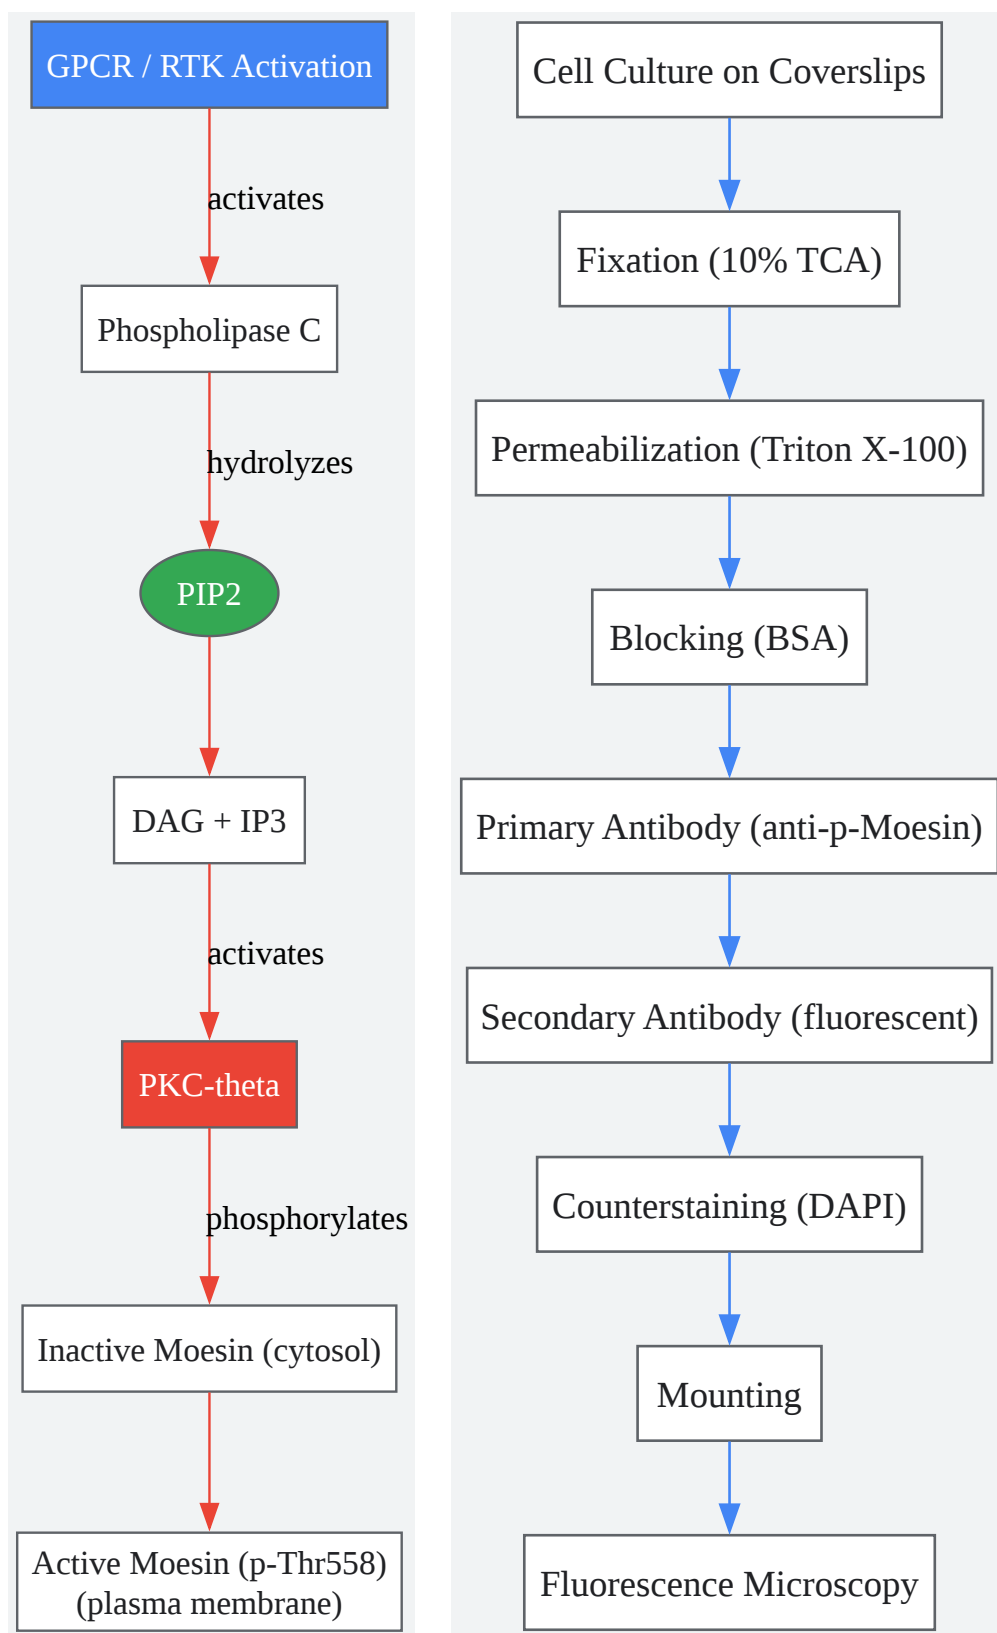 GPCR / RTK Activation
activates
Phospholipase C
hydrolyzes
PIP2
DAG + IP3
activates
PKC-theta
phosphorylates
Inactive Moesin (cytosol)
Active Moesin (p-Thr558)
(plasma membrane)
Cell Culture on Coverslips
Fixation (10% TCA)
Permeabilization (Triton X-100)
Blocking (BSA)
Primary Antibody (anti-p-Moesin)
Secondary Antibody (fluorescent)
Counterstaining (DAPI)
Mounting
Fluorescence Microscopy